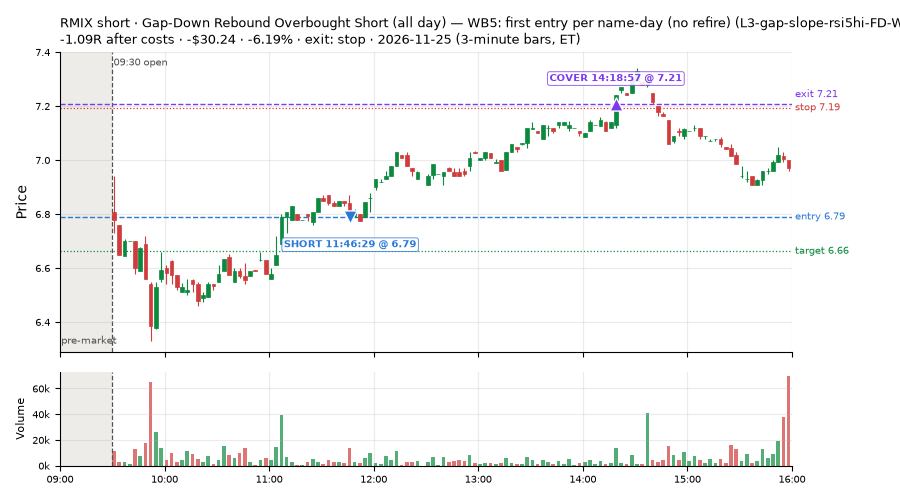 RMIX short · Gap-Down Rebound Overbought Short (all day) — WB5: first entry per name-day (no refire) (L3-gap-slope-rsi5hi-FD-W
-1.09R after costs · -$30.24 · -6.19% · exit: stop · 2026-11-25 (3-minute bars, ET)
7.4
09:30 open
COVER 14:18:57 @ 7.21
exit 7.21
7.2
stop 7.19
7.0
Price
6.8
entry 6.79
SHORT 11:46:29 @ 6.79
target 6.66
6.6
6.4
pre-market
60k
Volume
40k
20k
0k
09:00 10:00 11:00 12:00 13:00 14:00 15:00 16:00